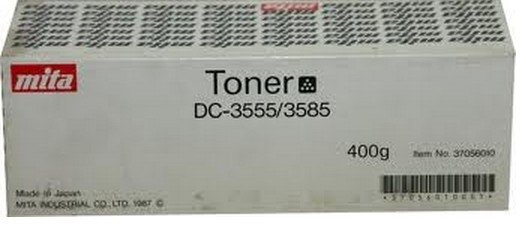 mita
Toner
DC-3555/3585
400g Item No. 37056010
Made in Japan
MITA INDUSTRIAL CO., LTD. 1987 ©